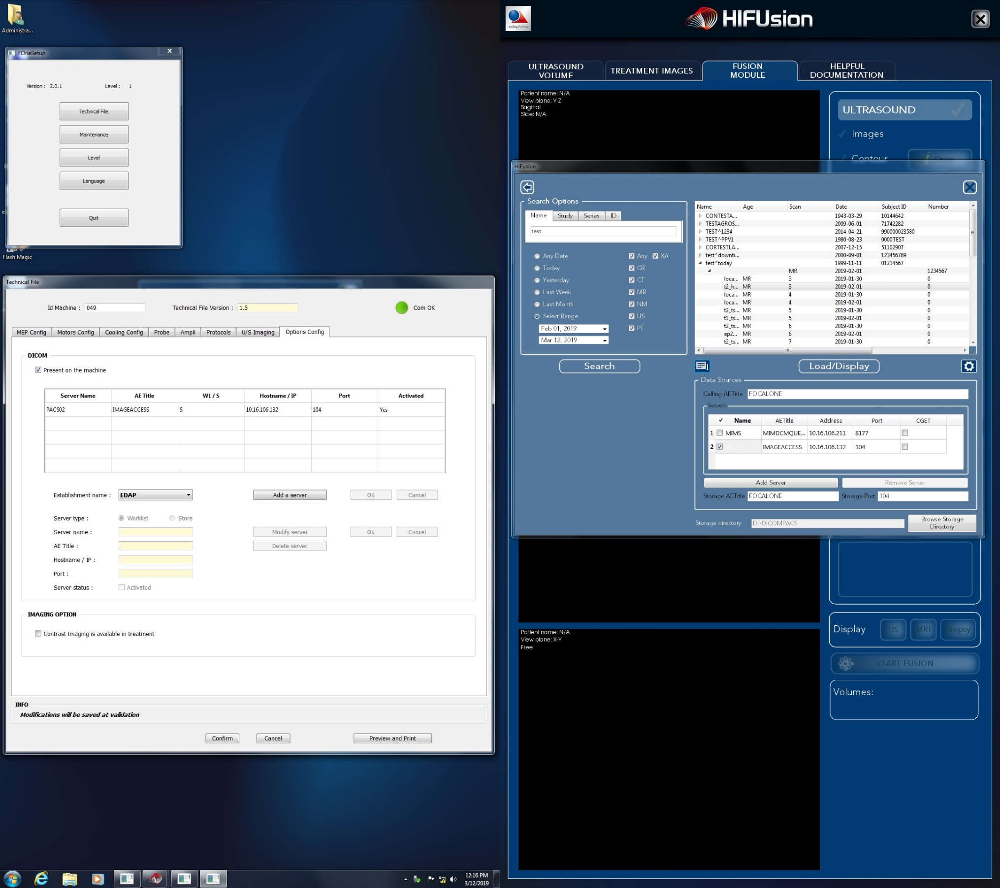 Administra...
FOneSetup
Version : 2.0.1 Level : 1
Technical File
Maintenance
Level
Language
Quit
Flash Magic
Technical File
Id Machine : 049 Technical File Version : 1.5 Com OK
MEP Config Motors Config Cooling Config Probe Ampli Protocols U/S Imaging Options Config
DICOM
Present on the machine
Server Name AE Title WL / S Hostname / IP Port Activated
PACS02 IMAGEACCESS S 10.16.106.132 104 Yes
Establishment name : EDAP Add a server OK Cancel
Server type : Worklist Store
Server name : Modify server OK Cancel
AE Title : Delete server
Hostname / IP :
Port :
Server status : Activated
IMAGING OPTION
Contrast Imaging is available in treatment
INFO
Modifications will be saved at validation
Confirm Cancel Preview and Print
12:16 PM
3/12/2019
edap tms
HIFUsion
ULTRASOUND
VOLUME
TREATMENT IMAGES
FUSION
MODULE
HELPFUL
DOCUMENTATION
Patient name: N/A
View plane: Y-Z
Sagittal
Slice: N/A
ULTRASOUND
Images
Contour Draw
HiFusion
Search Options
Name Study Series ID
test
Any Date Any XA
Today CR
Yesterday CT
Last Week MR
Last Month NM
Select Range US
Feb 01, 2019 PT
Mar 12, 2019
Search
Name Age Scan Date Subject ID Number
CONTESTA... 1943-03-29 10144642
TESTAGROS... 2009-06-01 71742282
TEST^1234 2014-04-21 990000023580
TEST^PPV1 1980-08-23 0000TEST
CORTESTLA... 2007-12-15 51102907
test^downti... 2000-09-01 123456789
test^today 1999-11-11 01234567
MR 2019-02-01 1234567
loca... MR 3 2019-01-30 0
t2_h... MR 3 2019-02-01 0
loca... MR 4 2019-01-30 0
loca... MR 4 2019-02-01 0
t2_ts... MR 5 2019-01-30 0
t1_ts... MR 5 2019-02-01 0
t2_ts... MR 6 2019-01-30 0
ep2... MR 6 2019-02-01 0
t2_ts... MR 7 2019-01-30 0
Load/Display
Data Sources
Calling AETitle FOCALONE
Servers
Name AETitle Address Port CGET
1 MIMS MIMDCMQUE... 10.16.106.211 8177
2 PACS IMAGEACCESS 10.16.106.132 104
Add Server Remove Server
Storage AETitle FOCALONE Storage Port 104
Storage directory D:\DICOMPACS Browse Storage
Directory
Patient name: N/A
View plane: X-Y
Free
Display US MRI Biopsy
START FUSION
Volumes: